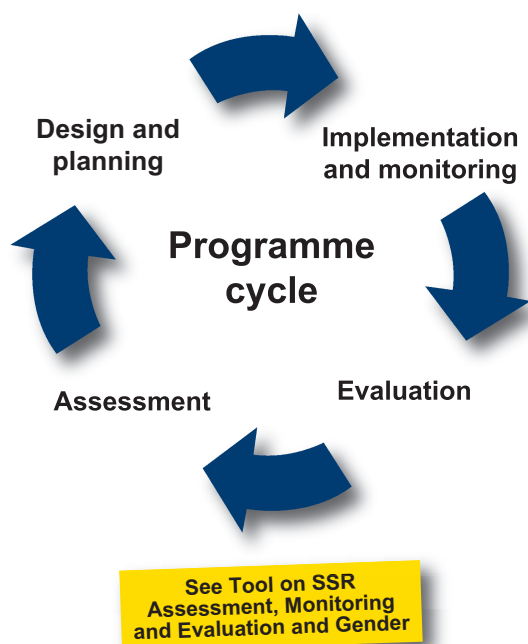 Design and
planning
Implementation
and monitoring
Programme
cycle
Assessment
Evaluation
See Tool on SSR
Assessment, Monitoring
and Evaluation and Gender